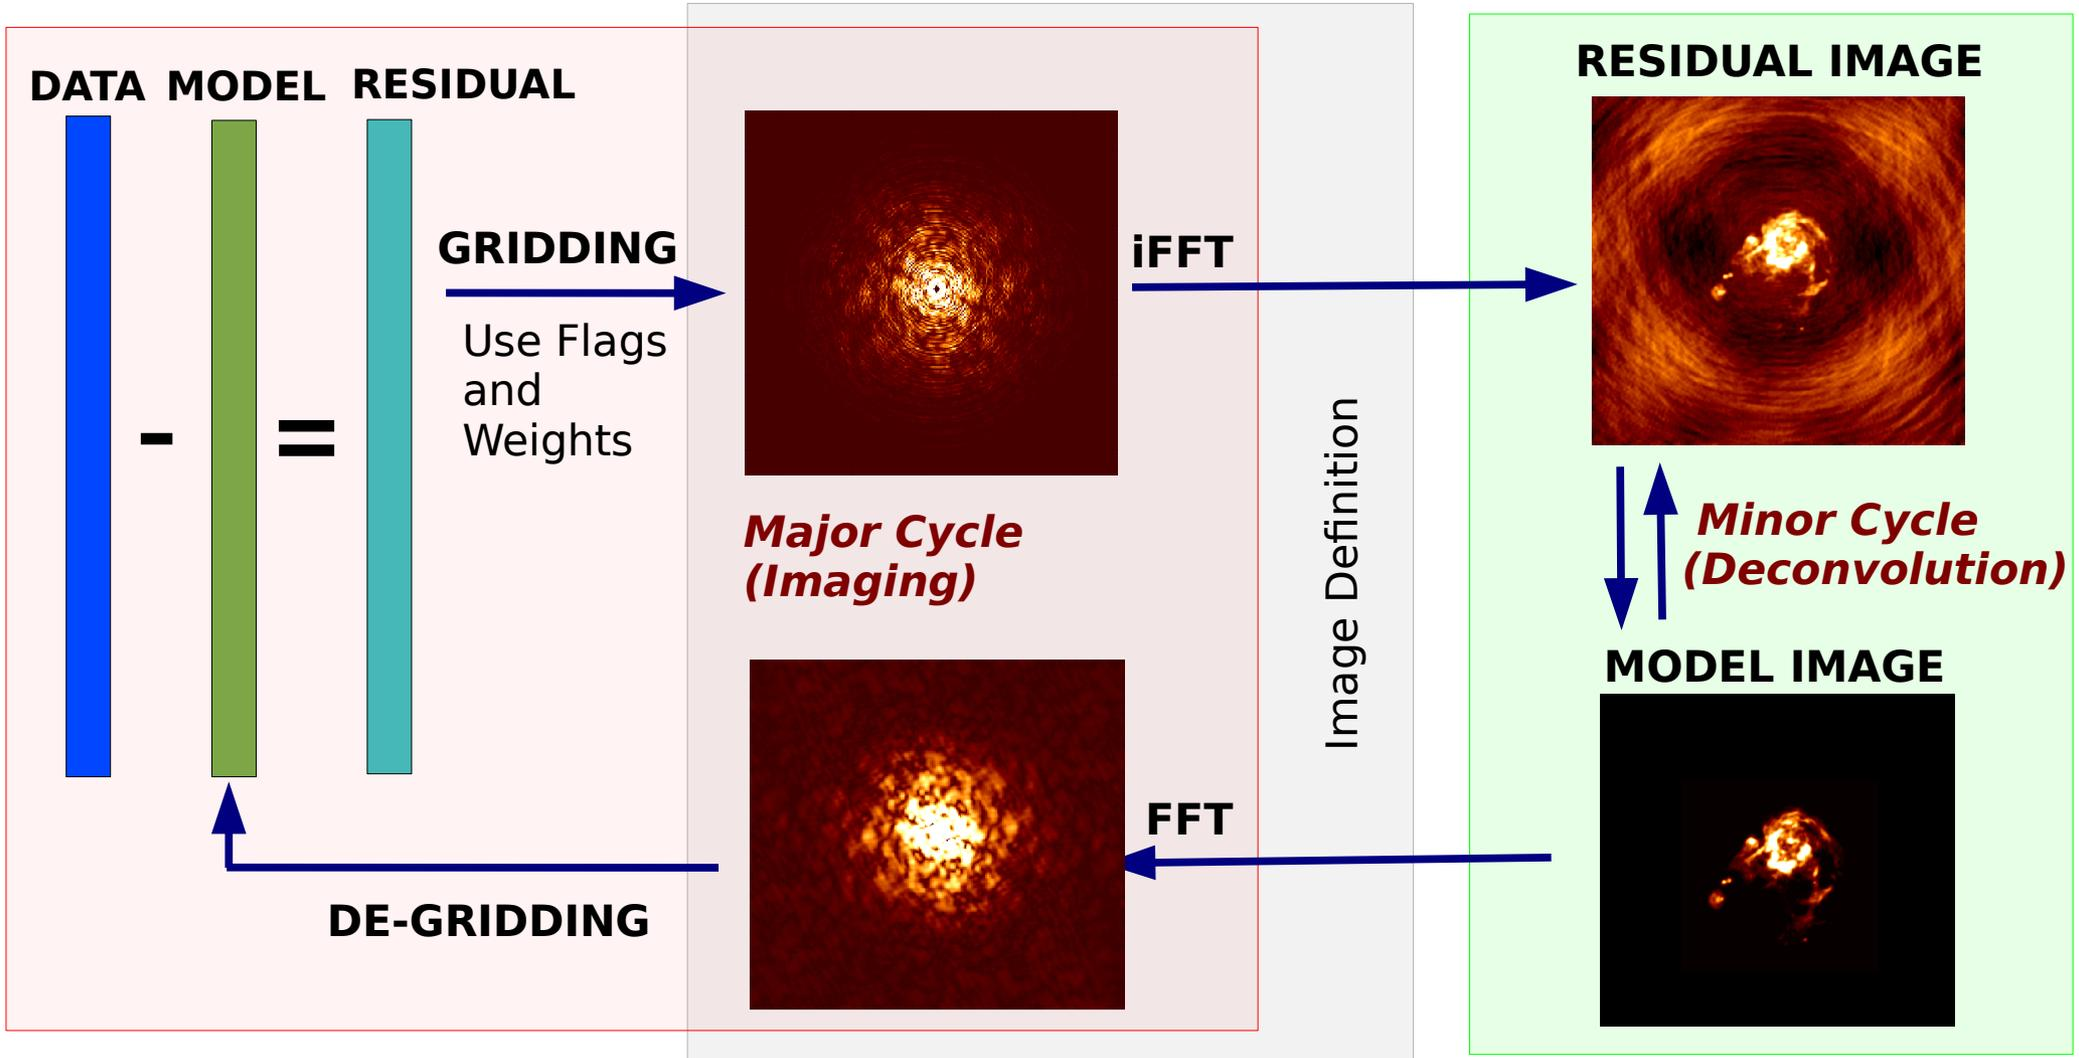 DATA MODEL RESIDUAL
-
=
GRIDDING
Use Flags
and
Weights
iFFT
RESIDUAL IMAGE
Major Cycle
(Imaging)
Image Definition
Minor Cycle
(Deconvolution)
MODEL IMAGE
FFT
DE-GRIDDING